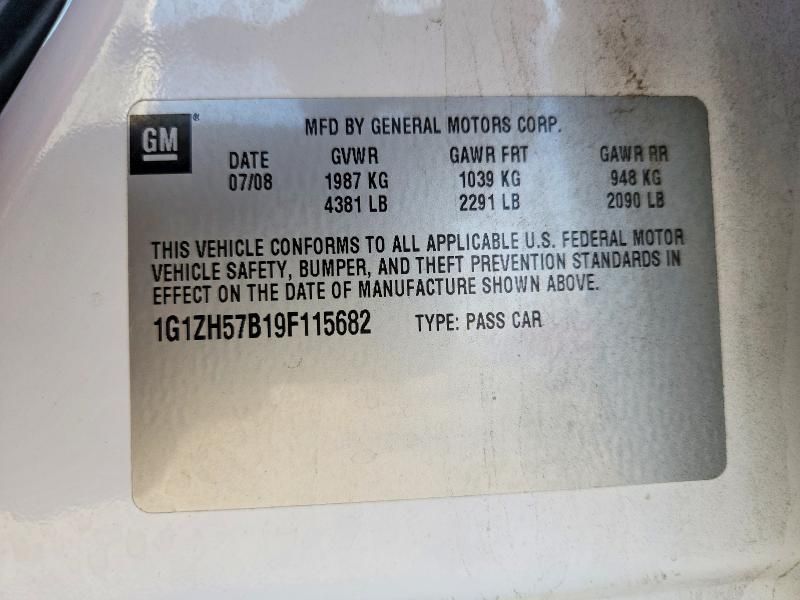 GM®
MFD BY GENERAL MOTORS CORP.
DATE GVWR GAWR FRT GAWR RR
07/08 1987 KG 1039 KG 948 KG
4381 LB 2291 LB 2090 LB
THIS VEHICLE CONFORMS TO ALL APPLICABLE U.S. FEDERAL MOTOR
VEHICLE SAFETY, BUMPER, AND THEFT PREVENTION STANDARDS IN
EFFECT ON THE DATE OF MANUFACTURE SHOWN ABOVE.
1G1ZH57B19F115682 TYPE: PASS CAR